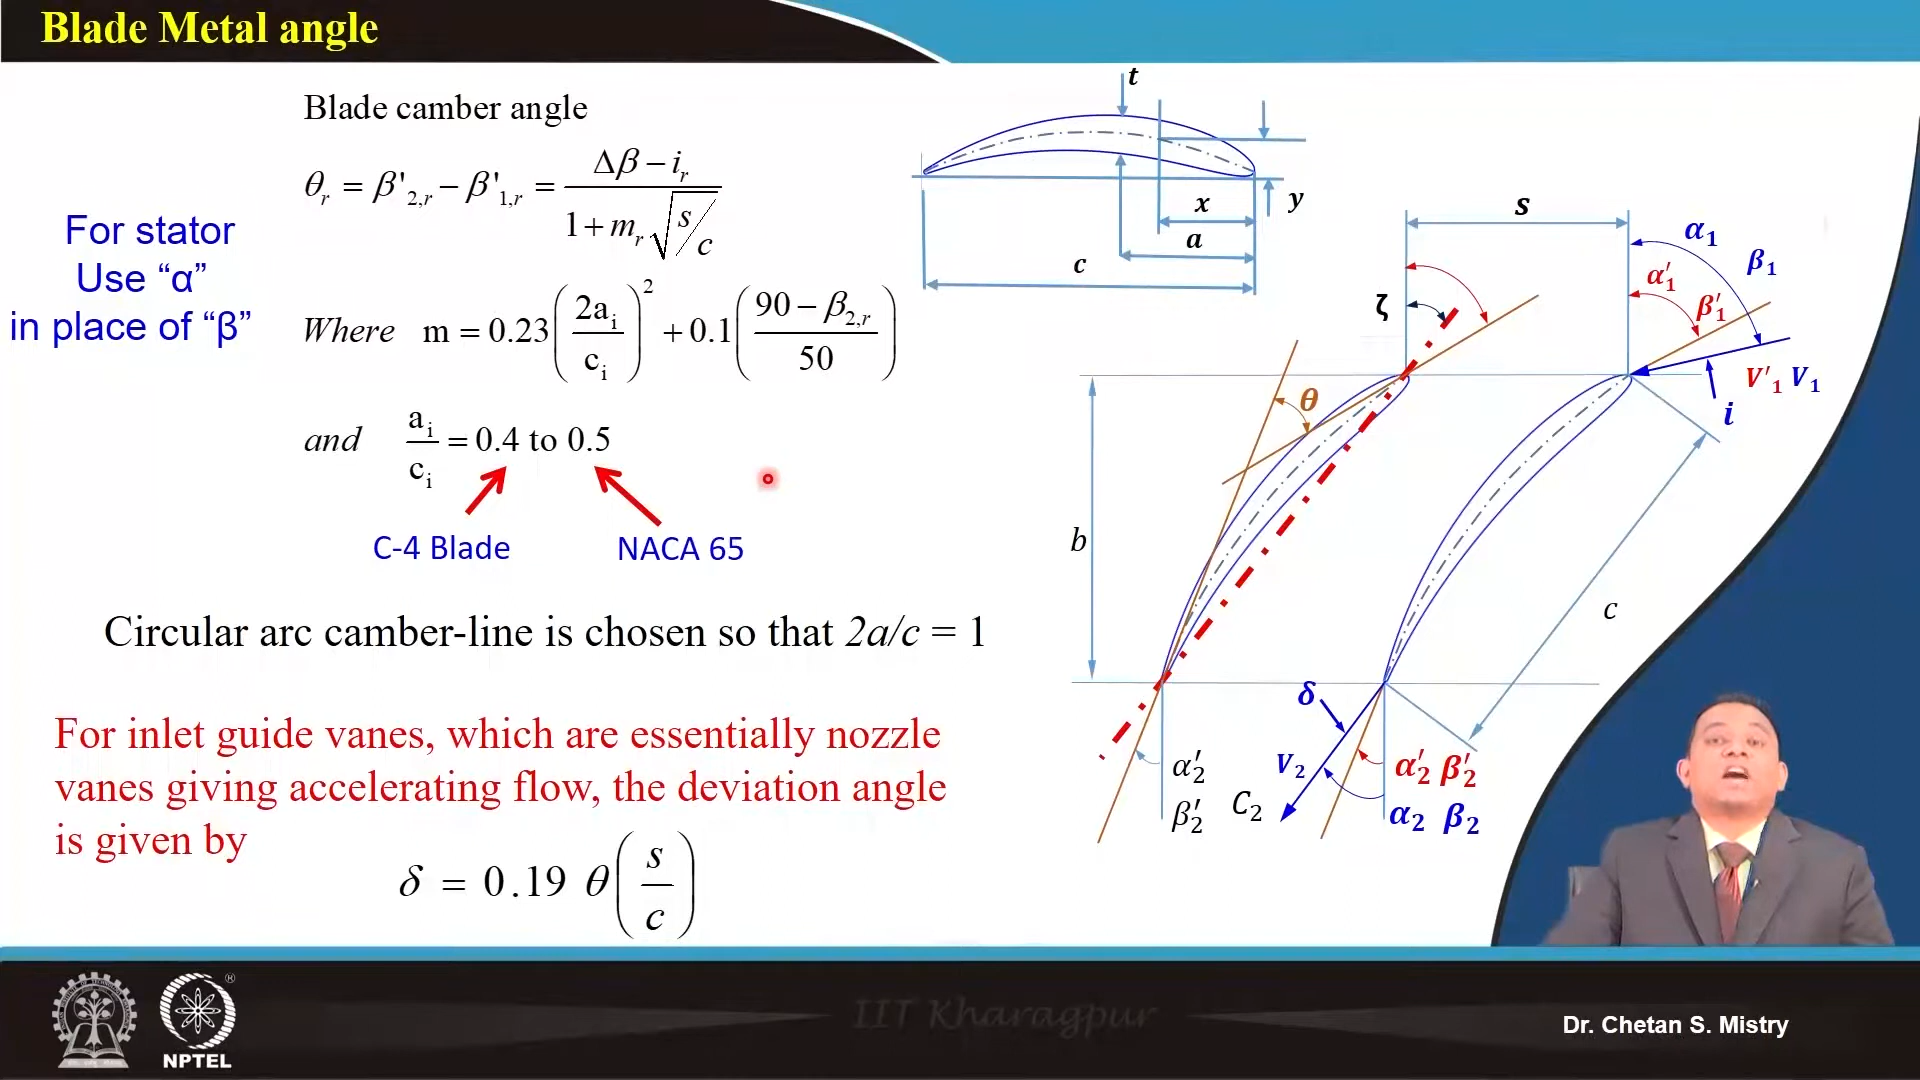 Blade Metal angle
Blade camber angle
θr = β'2,r − β'1,r = (Δβ − ir) / (1 + mr √(s/c))
For stator
Use “α”
in place of “β”
Where m = 0.23 (2ai / ci)² + 0.1 ((90 − β2,r) / 50)
and ai / ci = 0.4 to 0.5
C-4 Blade NACA 65
Circular arc camber-line is chosen so that 2a/c = 1
For inlet guide vanes, which are essentially nozzle
vanes giving accelerating flow, the deviation angle
is given by
δ = 0.19 θ (s / c)
t
y
x
a
c
s
α1
β1
α′1
β′1
ζ
θ
V′1 V1
i
b
c
δ
V2
C2
α′2
β′2
α′2 β′2
α2 β2
NPTEL
®
IIT Kharagpur
Dr. Chetan S. Mistry